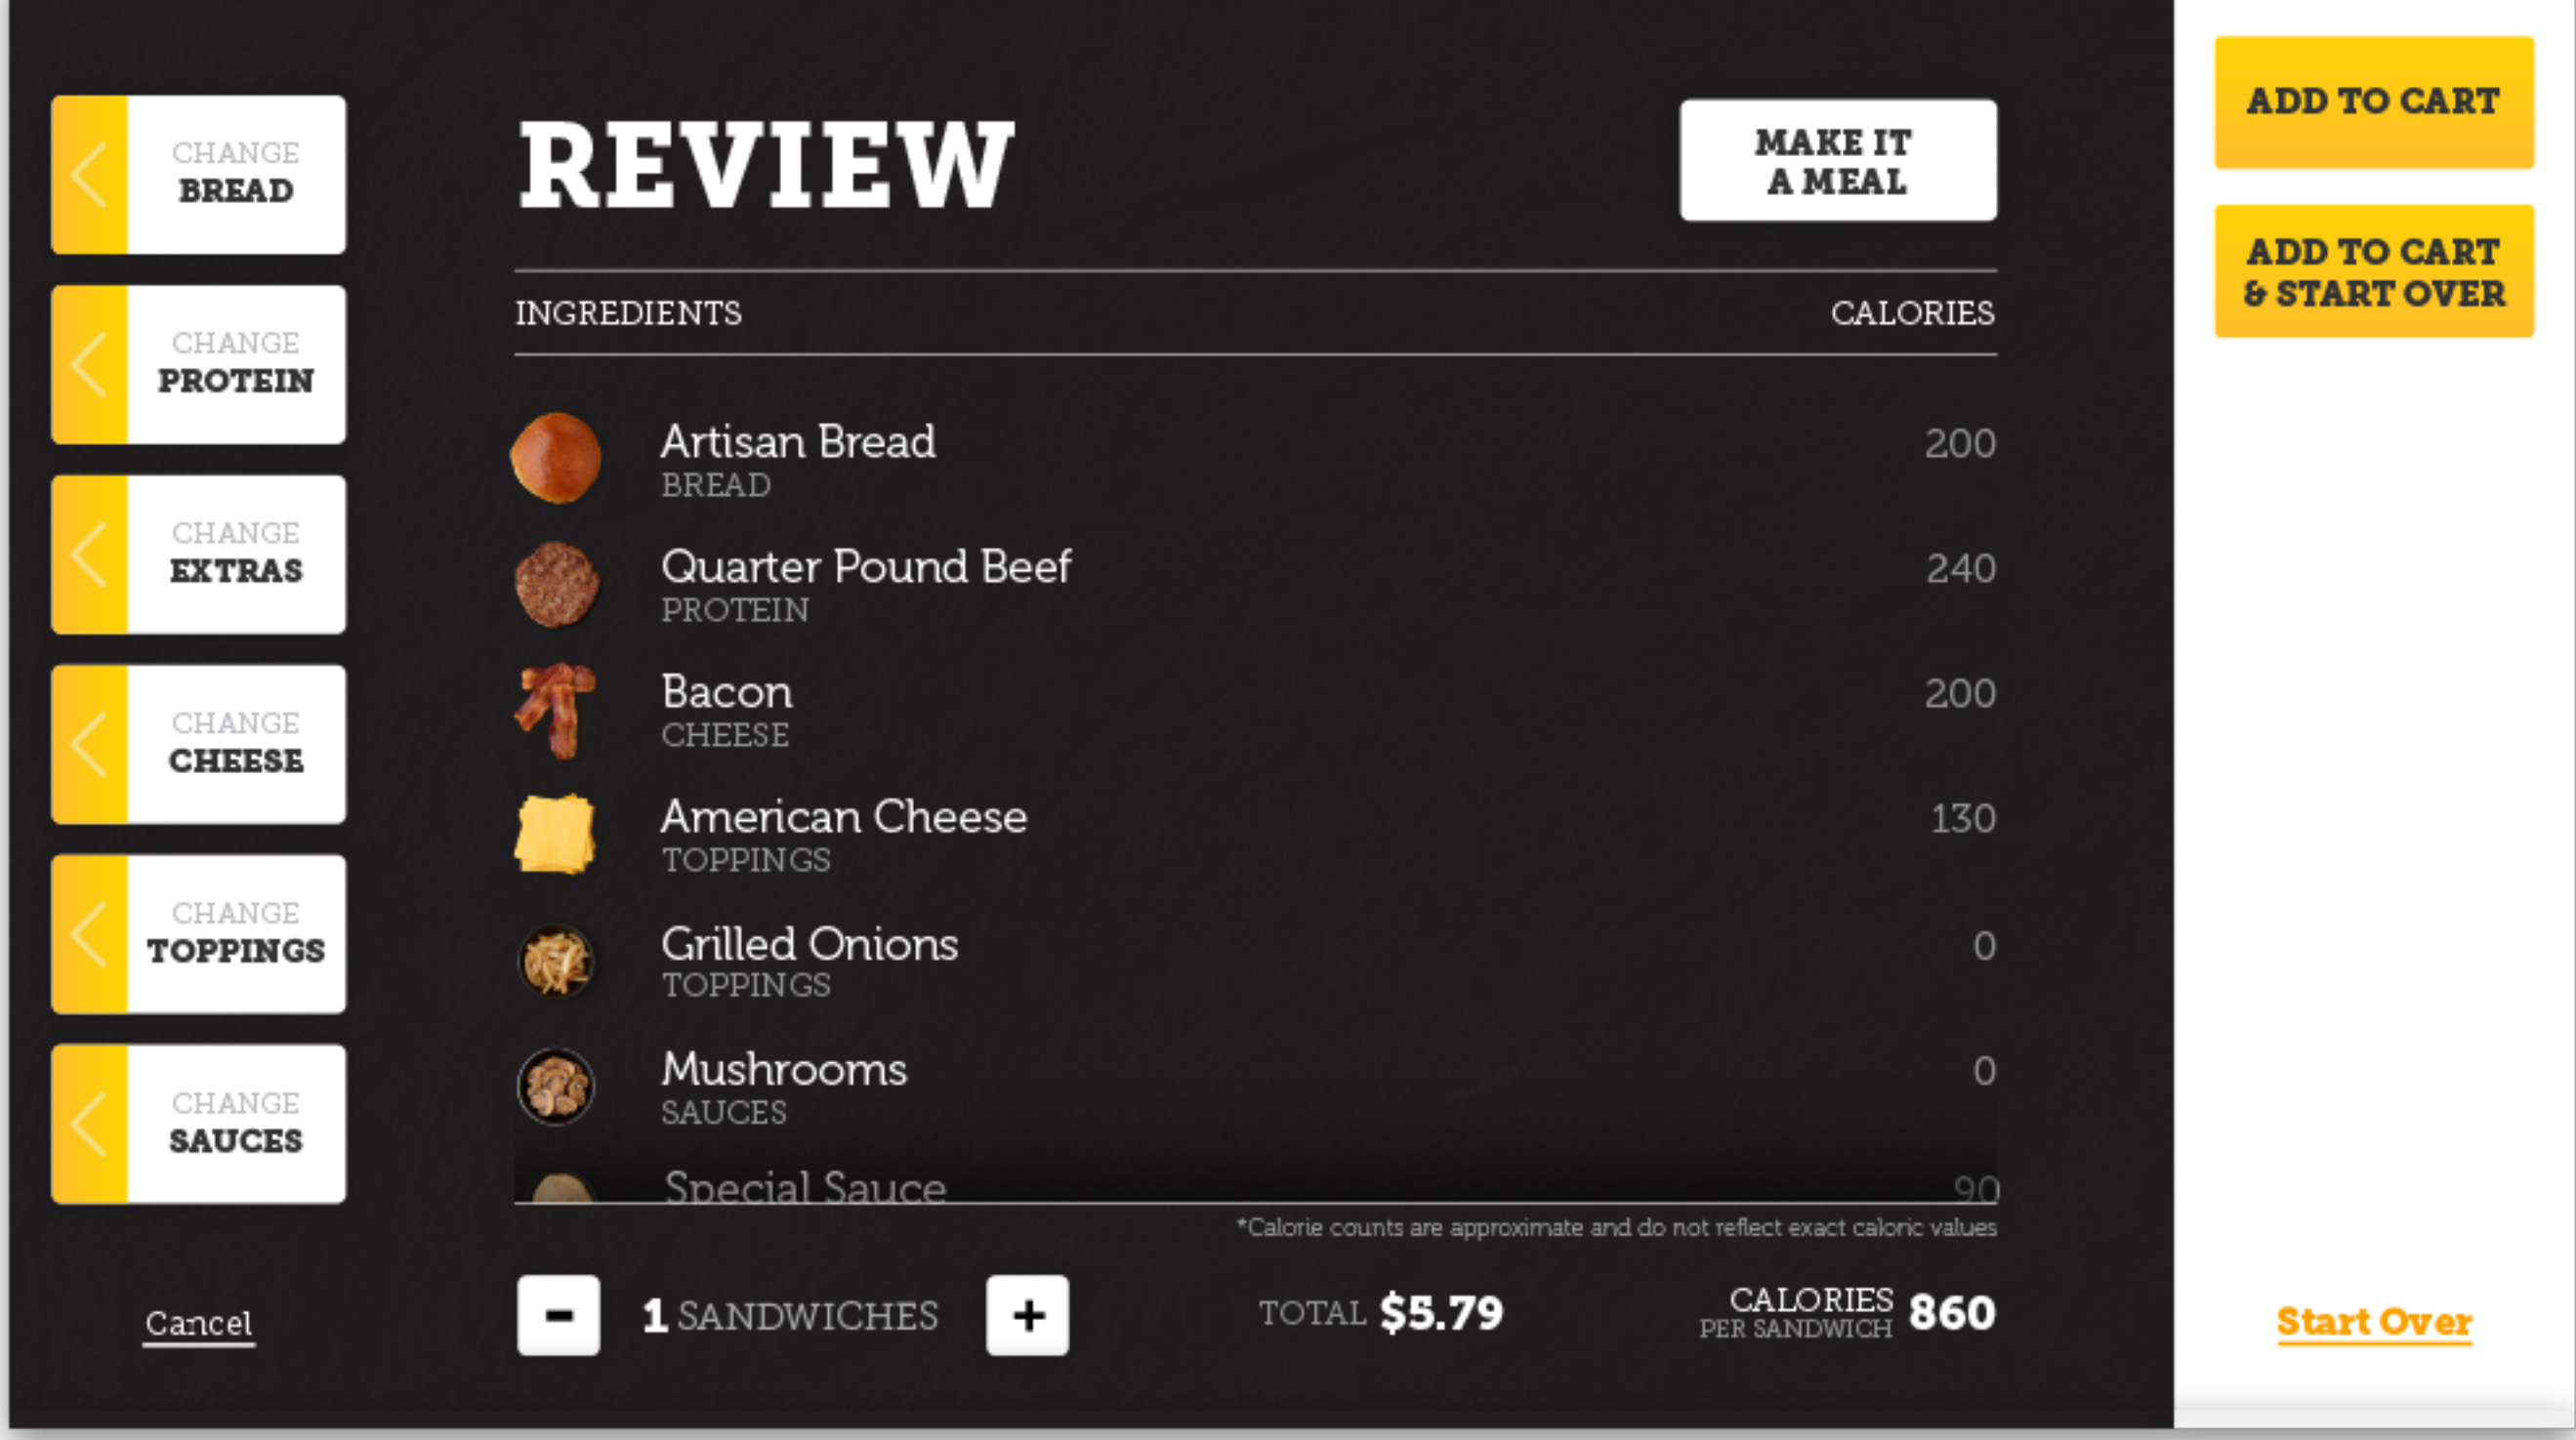 CHANGE
BREAD
CHANGE
PROTEIN
CHANGE
EXTRAS
CHANGE
CHEESE
CHANGE
TOPPINGS
CHANGE
SAUCES
Cancel
REVIEW
MAKE IT
A MEAL
INGREDIENTS CALORIES
Artisan Bread 200
BREAD
Quarter Pound Beef 240
PROTEIN
Bacon 200
CHEESE
American Cheese 130
TOPPINGS
Grilled Onions 0
TOPPINGS
Mushrooms 0
SAUCES
Special Sauce 90
*Calorie counts are approximate and do not reflect exact caloric values
- 1 SANDWICHES +
TOTAL $5.79
CALORIES
PER SANDWICH 860
ADD TO CART
ADD TO CART
& START OVER
Start Over